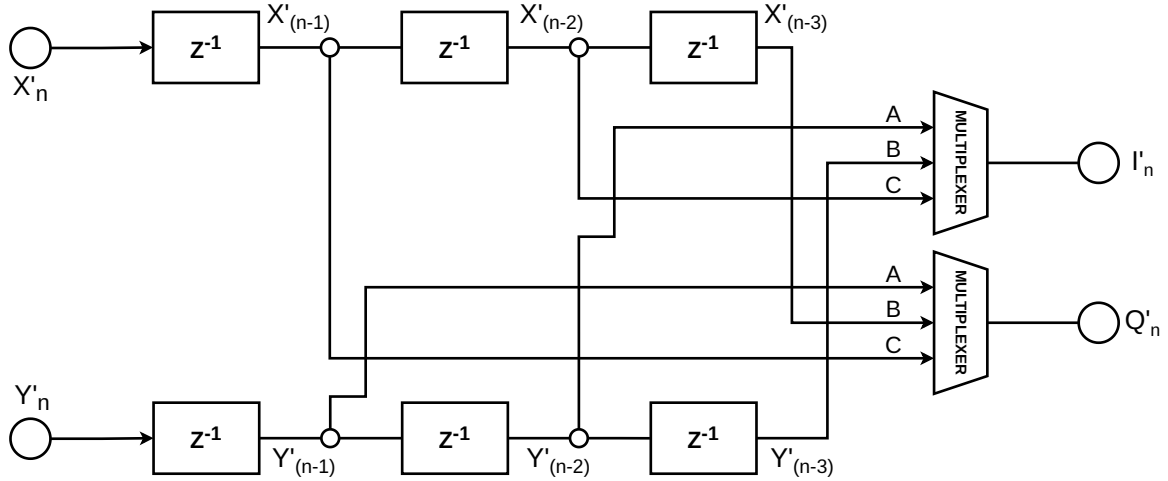 X'(n-1)
X'(n-2)
X'(n-3)
Z-1
Z-1
Z-1
X'n
A
B
C
MULTIPLEXER
I'n
A
B
C
MULTIPLEXER
Q'n
Y'n
Z-1
Z-1
Z-1
Y'(n-1)
Y'(n-2)
Y'(n-3)